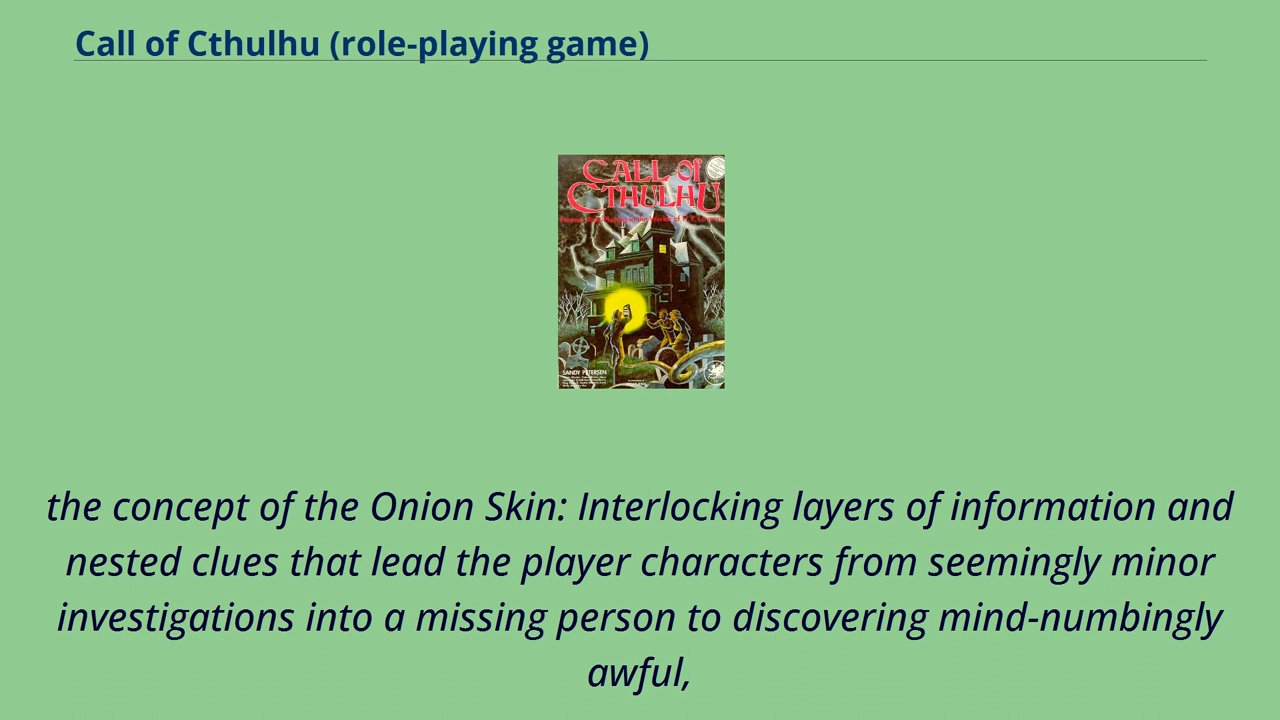 Call of Cthulhu (role-playing game)
CALL of
CTHULHU
SANDY PETERSEN
the concept of the Onion Skin: Interlocking layers of information and
nested clues that lead the player characters from seemingly minor
investigations into a missing person to discovering mind-numbingly
awful,